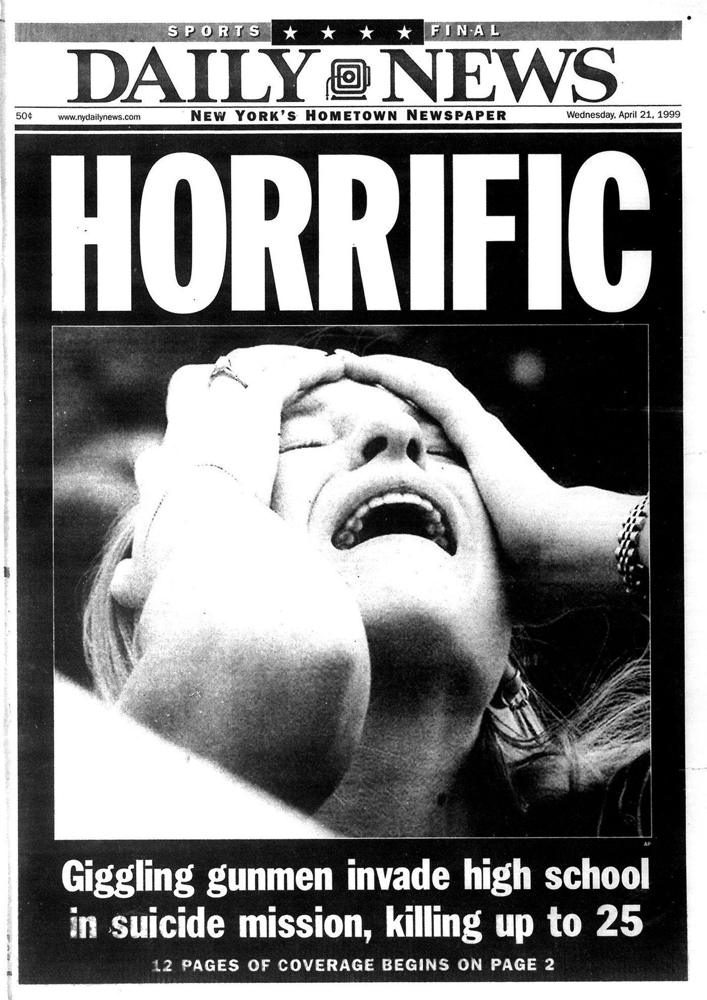 SPORTS ★ ★ ★ ★ FINAL
DAILY NEWS
50¢ www.nydailynews.com NEW YORK'S HOMETOWN NEWSPAPER Wednesday, April 21, 1999
HORRIFIC
AP
Giggling gunmen invade high school
in suicide mission, killing up to 25
12 PAGES OF COVERAGE BEGINS ON PAGE 2